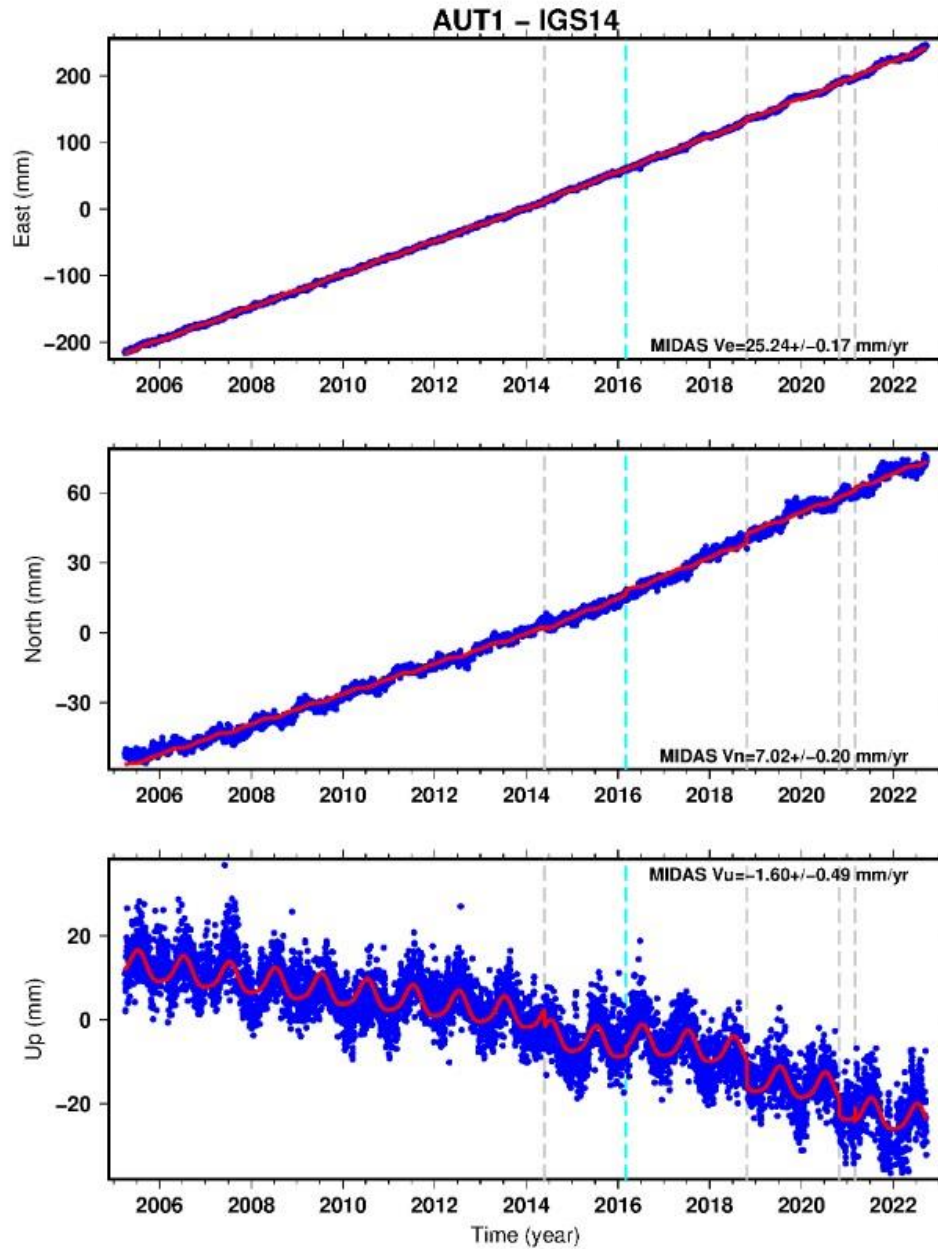 AUT1 – IGS14
200
100
0
−100
−200
East (mm)
MIDAS Ve=25.24+/−0.17 mm/yr
2006 2008 2010 2012 2014 2016 2018 2020 2022
60
30
0
−30
North (mm)
MIDAS Vn=7.02+/−0.20 mm/yr
2006 2008 2010 2012 2014 2016 2018 2020 2022
MIDAS Vu=−1.60+/−0.49 mm/yr
20
0
−20
Up (mm)
2006 2008 2010 2012 2014 2016 2018 2020 2022
Time (year)